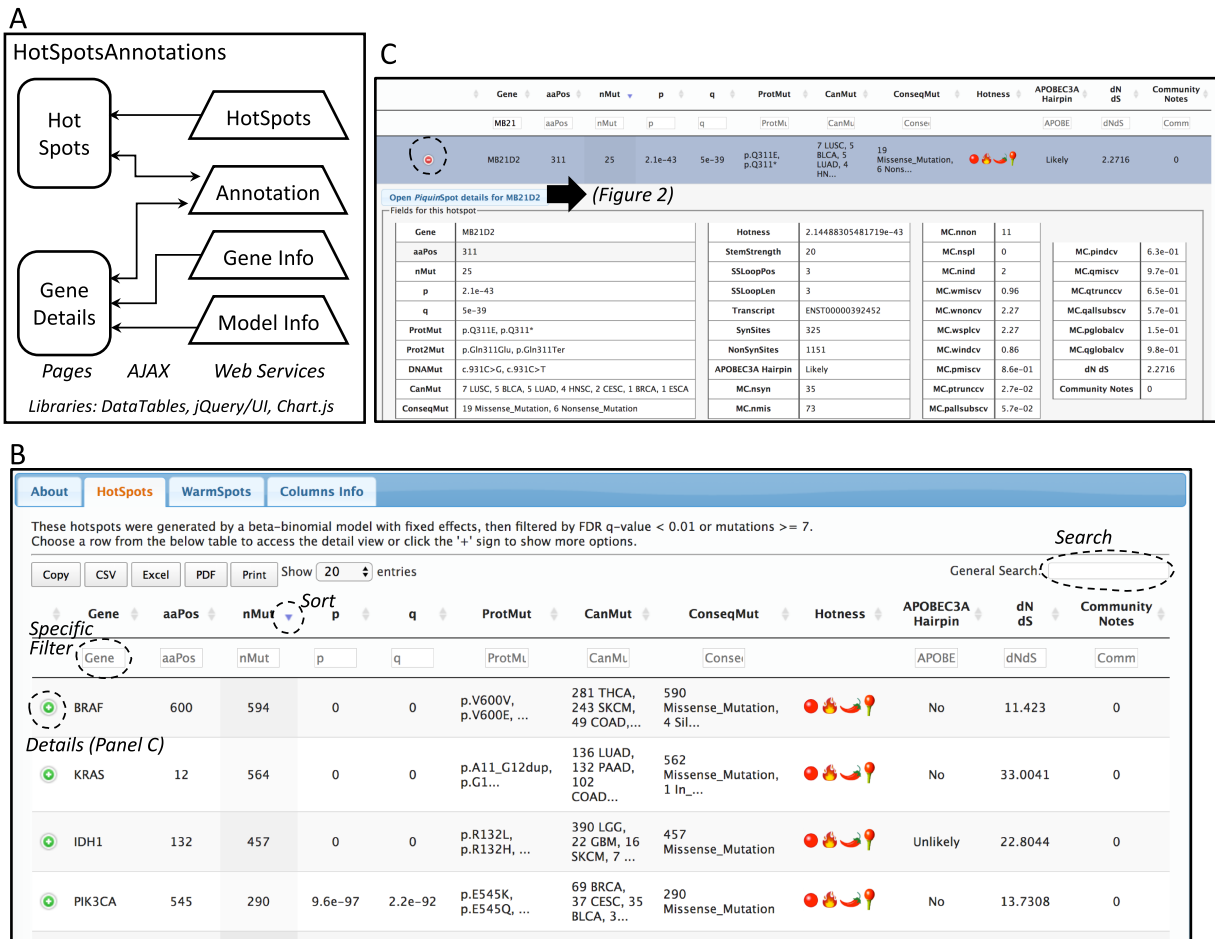 A
HotSpotsAnnotations
Hot
Spots
HotSpots
Annotation
Gene Info
Gene
Details
Model Info
Pages AJAX Web Services
Libraries: DataTables, jQuery/UI, Chart.js
C
Gene aaPos nMut p q ProtMut CanMut ConseqMut Hotness APOBEC3A Hairpin dN dS Community Notes
MB21 aaPos nMut p q ProtMu CanMu Conse APOBE dNdS Comm
MB21D2 311 25 2.1e-43 5e-39 p.Q311E, p.Q311* 7 LUSC, 5 BLCA, 5 LUAD, 4 HN... 19 Missense_Mutation, 6 Nons... Likely 2.2716 0
Open PiquinSpot details for MB21D2 (Figure 2)
Fields for this hotspot
Gene MB21D2
aaPos 311
nMut 25
p 2.1e-43
q 5e-39
ProtMut p.Q311E, p.Q311*
Prot2Mut p.Gln311Glu, p.Gln311Ter
DNAMut c.931C>G, c.931C>T
CanMut 7 LUSC, 5 BLCA, 5 LUAD, 4 HNSC, 2 CESC, 1 BRCA, 1 ESCA
ConseqMut 19 Missense_Mutation, 6 Nonsense_Mutation
Hotness 2.14488305481719e-43
StemStrength 20
SSLoopPos 3
SSLoopLen 3
Transcript ENST00000392452
SynSites 325
NonSynSites 1151
APOBEC3A Hairpin Likely
MC.nsyn 35
MC.nmis 73
MC.nnon 11
MC.nspl 0
MC.nind 2
MC.wmiscv 0.96
MC.wnoncv 2.27
MC.wsplcv 2.27
MC.windcv 0.86
MC.pmiscv 8.6e-01
MC.ptrunccv 2.7e-02
MC.pallsubscv 5.7e-02
MC.pindcv 6.3e-01
MC.qmiscv 9.7e-01
MC.qtrunccv 6.5e-01
MC.qallsubscv 5.7e-01
MC.pglobalcv 1.5e-01
MC.qglobalcv 9.8e-01
dN dS 2.2716
Community Notes 0
B
About HotSpots WarmSpots Columns Info
These hotspots were generated by a beta-binomial model with fixed effects, then filtered by FDR q-value < 0.01 or mutations >= 7.
Choose a row from the below table to access the detail view or click the '+' sign to show more options.
Search
Copy CSV Excel PDF Print Show 20 entries General Search:
Sort
Gene aaPos nMut p q ProtMut CanMut ConseqMut Hotness APOBEC3A Hairpin dN dS Community Notes
Specific
Filter
Gene aaPos nMut p q ProtMu CanMu Conse APOBE dNdS Comm
BRAF 600 594 0 0 p.V600V, p.V600E, ... 281 THCA, 243 SKCM, 49 COAD,... 590 Missense_Mutation, 4 Sil... No 11.423 0
Details (Panel C)
KRAS 12 564 0 0 p.A11_G12dup, p.G1... 136 LUAD, 132 PAAD, 102 COAD... 562 Missense_Mutation, 1 In_... No 33.0041 0
IDH1 132 457 0 0 p.R132L, p.R132H, ... 390 LGG, 22 GBM, 16 SKCM, 7 ... 457 Missense_Mutation Unlikely 22.8044 0
PIK3CA 545 290 9.6e-97 2.2e-92 p.E545K, p.E545Q, ... 69 BRCA, 37 CESC, 35 BLCA, 3... 290 Missense_Mutation No 13.7308 0